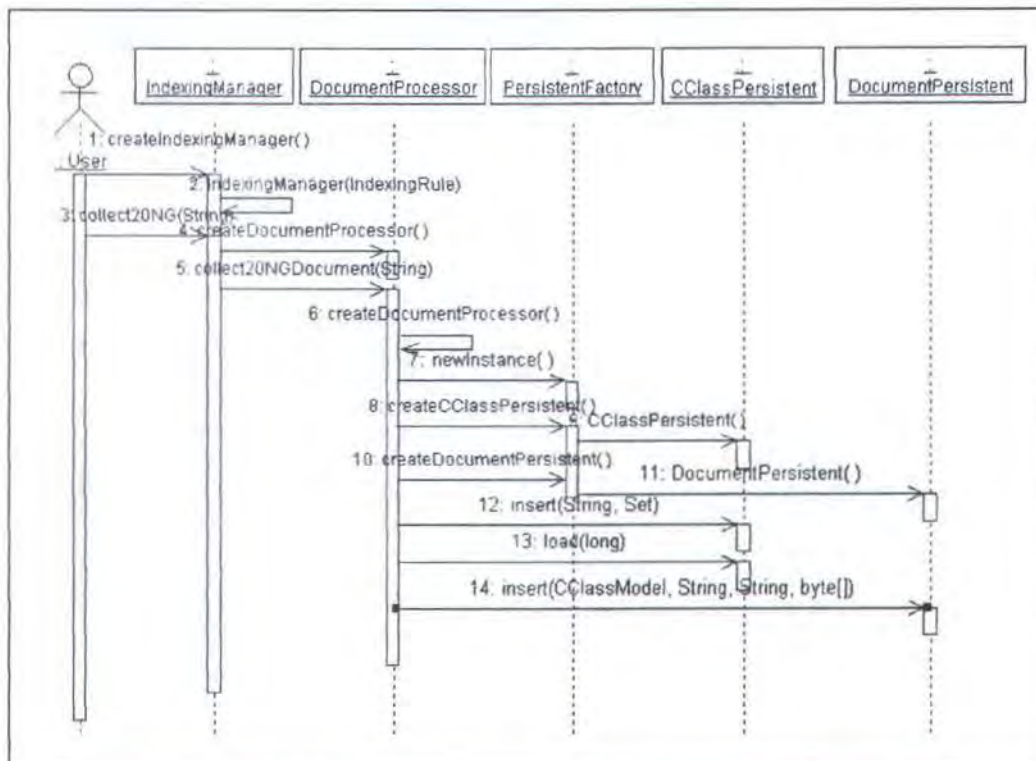 IndexingManager
DocumentProcessor
PersistentFactory
CClassPersistent
DocumentPersistent
1: createIndexingManager()
: User
2: IndexingManager(IndexingRule)
3: collect20NG(String)
4: createDocumentProcessor()
5: collect20NGDocument(String)
6: createDocumentProcessor()
7: newInstance()
8: createCClassPersistent()
9: CClassPersistent()
10: createDocumentPersistent()
11: DocumentPersistent()
12: insert(String, Set)
13: load(long)
14: insert(CClassModel, String, String, byte[])